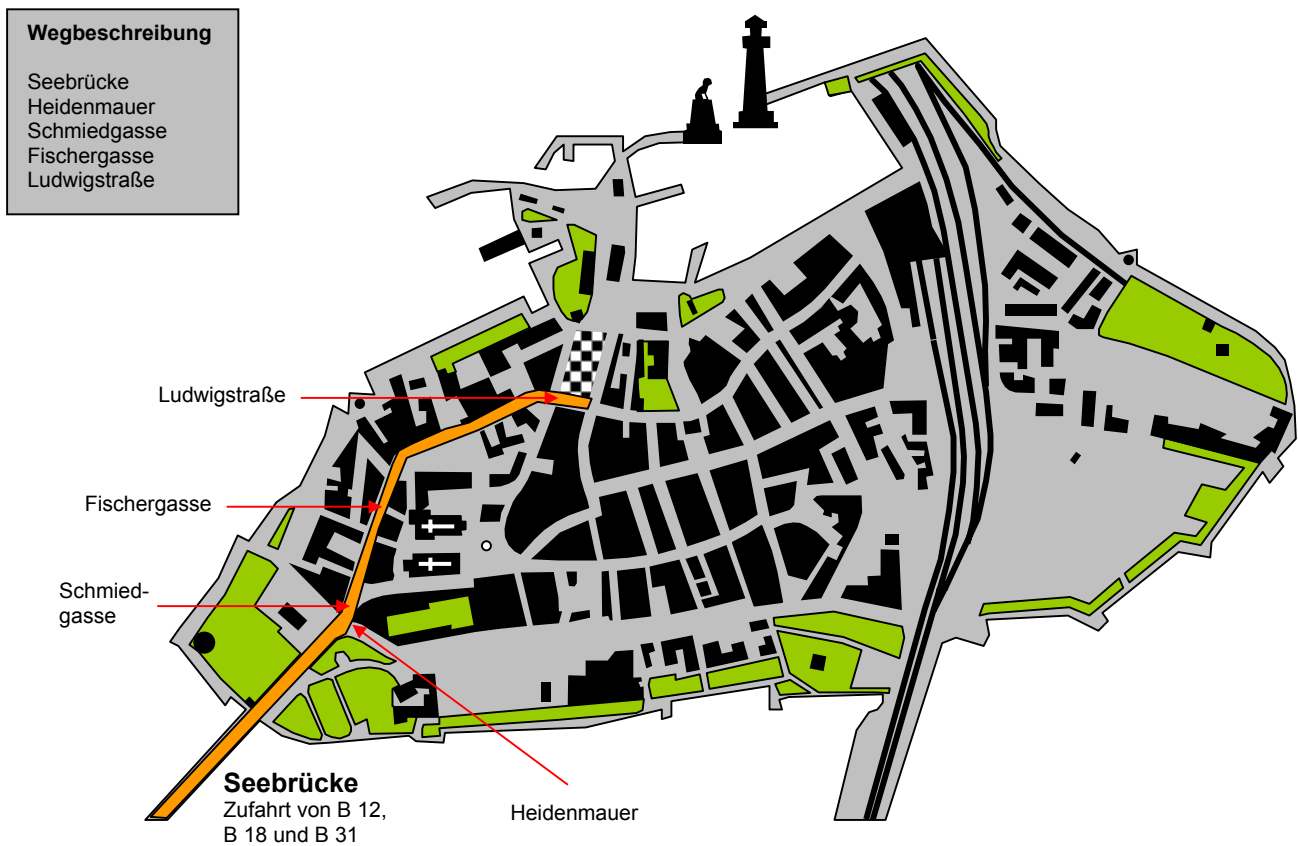 Wegbeschreibung
Seebrücke
Heidenmauer
Schmiedgasse
Fischergasse
Ludwigstraße
Ludwigstraße
Fischergasse
Schmied-
gasse
Seebrücke
Zufahrt von B 12,
B 18 und B 31
Heidenmauer